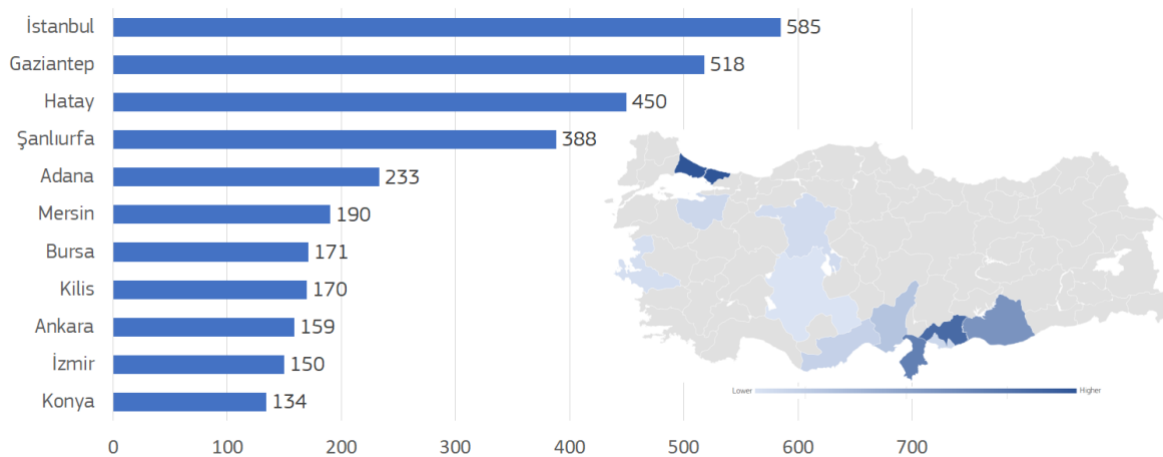 İstanbul 585
Gaziantep 518
Hatay 450
Şanlıurfa 388
Adana 233
Mersin 190
Bursa 171
Kilis 170
Ankara 159
İzmir 150
Konya 134
Lower Higher
0 100 200 300 400 500 600 700